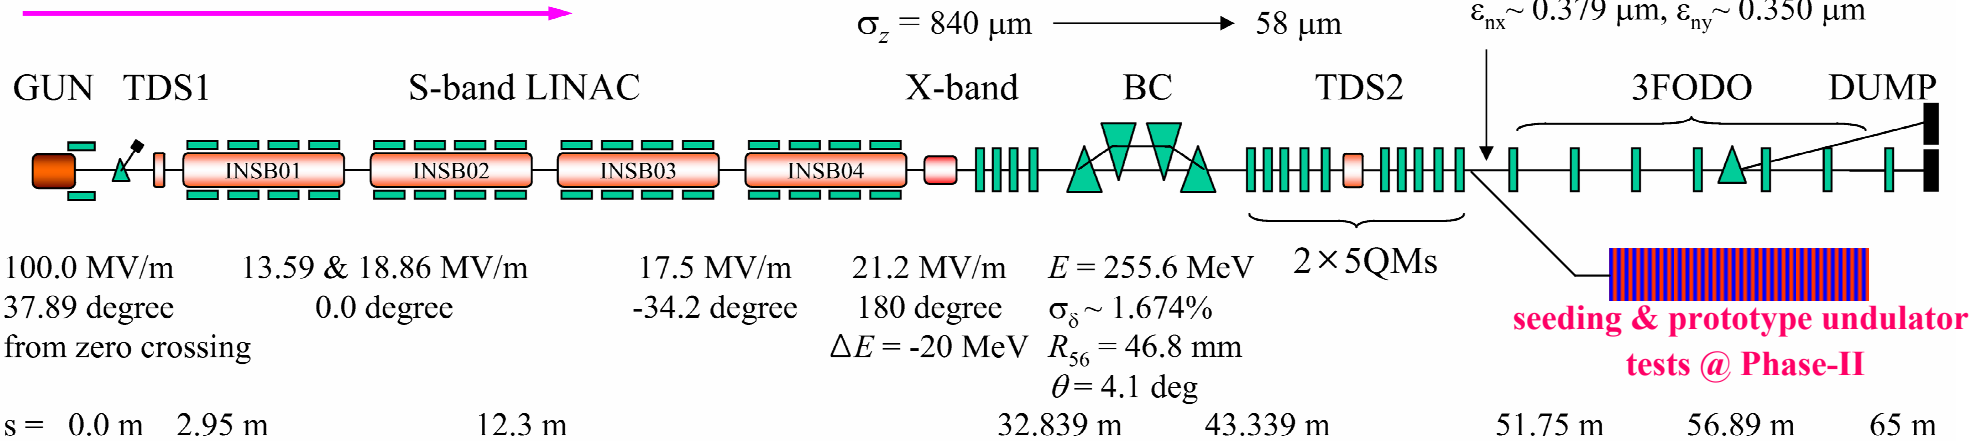 σz = 840 μm 58 μm
εnx~ 0.379 μm, εny~ 0.350 μm
GUN TDS1 S-band LINAC X-band BC TDS2 3FODO DUMP
INSB01 INSB02 INSB03 INSB04
100.0 MV/m 13.59 & 18.86 MV/m 17.5 MV/m 21.2 MV/m E = 255.6 MeV 2×5QMs
37.89 degree 0.0 degree -34.2 degree 180 degree σδ ~ 1.674%
seeding & prototype undulator
from zero crossing ΔE = -20 MeV R56 = 46.8 mm
tests @ Phase-II
θ = 4.1 deg
s = 0.0 m 2.95 m 12.3 m 32.839 m 43.339 m 51.75 m 56.89 m 65 m